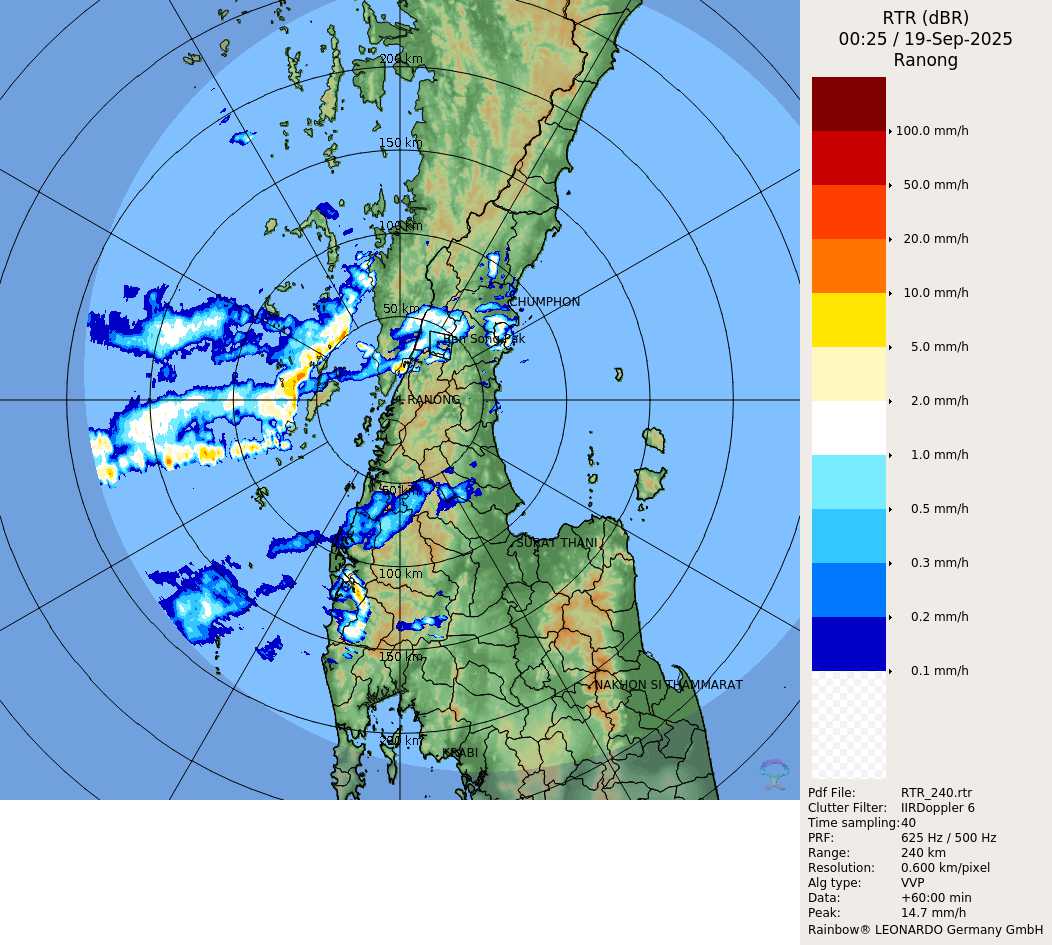 RTR (dBR)
00:25 / 19-Sep-2025
Ranong
200 km
150 km
100 km
50 km
CHUMPHON
Ban Song Pak
RANONG
50 km
SURAT THANI
100 km
150 km
NAKHON SI THAMMARAT
200 km
KRABI
100.0 mm/h
50.0 mm/h
20.0 mm/h
10.0 mm/h
5.0 mm/h
2.0 mm/h
1.0 mm/h
0.5 mm/h
0.3 mm/h
0.2 mm/h
0.1 mm/h
Pdf File: RTR_240.rtr
Clutter Filter: IIRDoppler 6
Time sampling: 40
PRF: 625 Hz / 500 Hz
Range: 240 km
Resolution: 0.600 km/pixel
Alg type: VVP
Data: +60:00 min
Peak: 14.7 mm/h
Rainbow® LEONARDO Germany GmbH